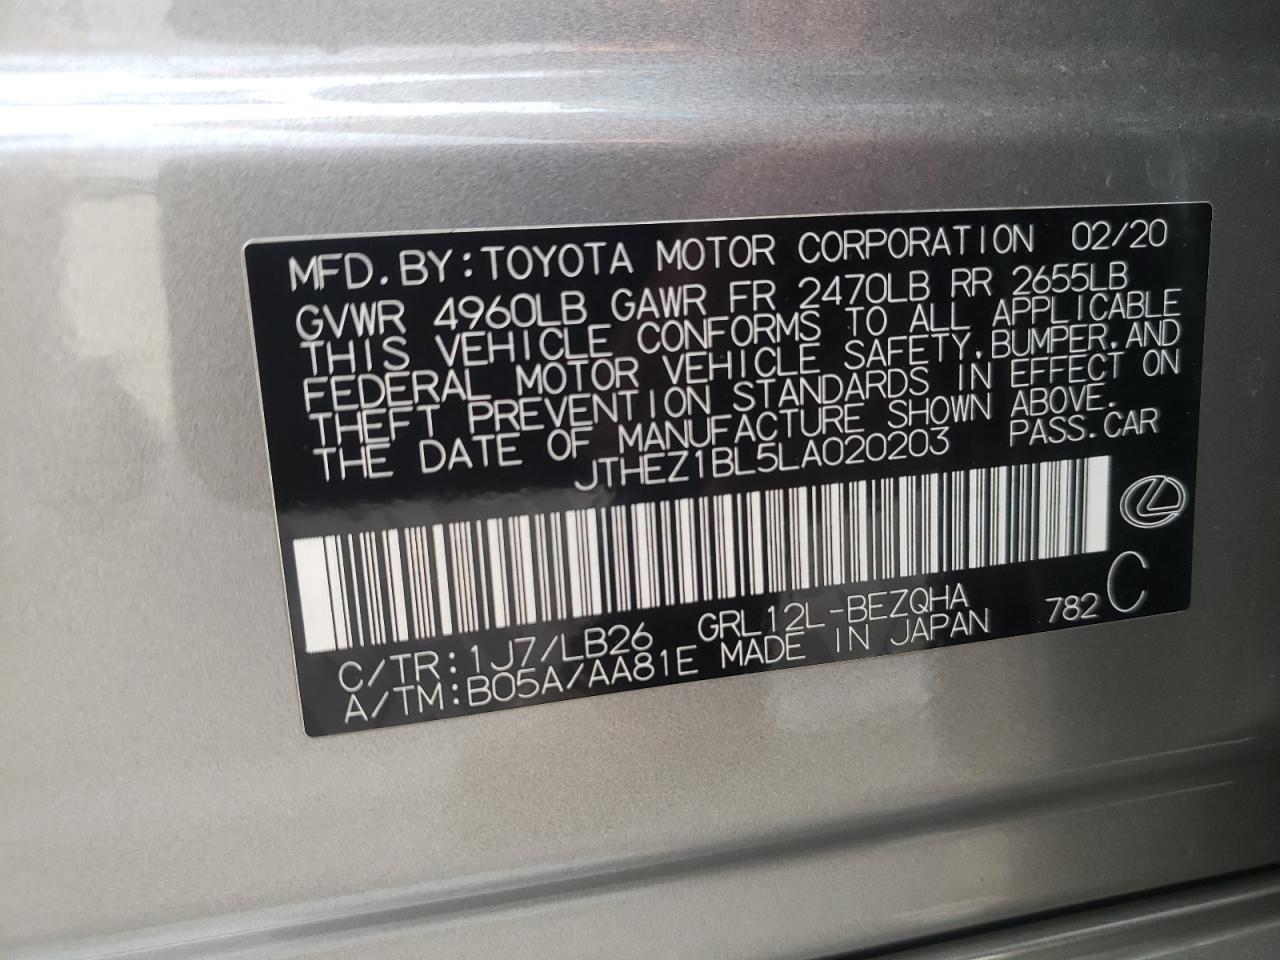 MFD. BY: TOYOTA MOTOR CORPORATION 02/20
GVWR 4960LB GAWR FR 2470LB RR 2655LB
THIS VEHICLE CONFORMS TO ALL APPLICABLE
FEDERAL MOTOR VEHICLE SAFETY, BUMPER, AND
THEFT PREVENTION STANDARDS IN EFFECT ON
THE DATE OF MANUFACTURE SHOWN ABOVE.
JTHEZ1BL5LA020203 PASS. CAR
C/TR: 1J7/LB26 GRL12L-BEZQHA 782 C
A/TM: B05A/AA81E MADE IN JAPAN